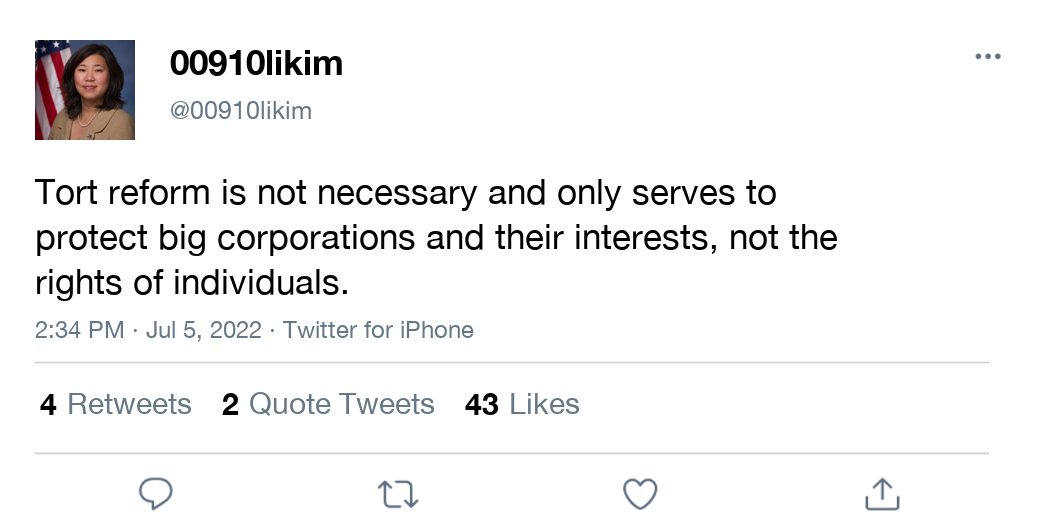 00910likim
@00910likim
Tort reform is not necessary and only serves to
protect big corporations and their interests, not the
rights of individuals.
2:34 PM · Jul 5, 2022 · Twitter for iPhone
4 Retweets 2 Quote Tweets 43 Likes